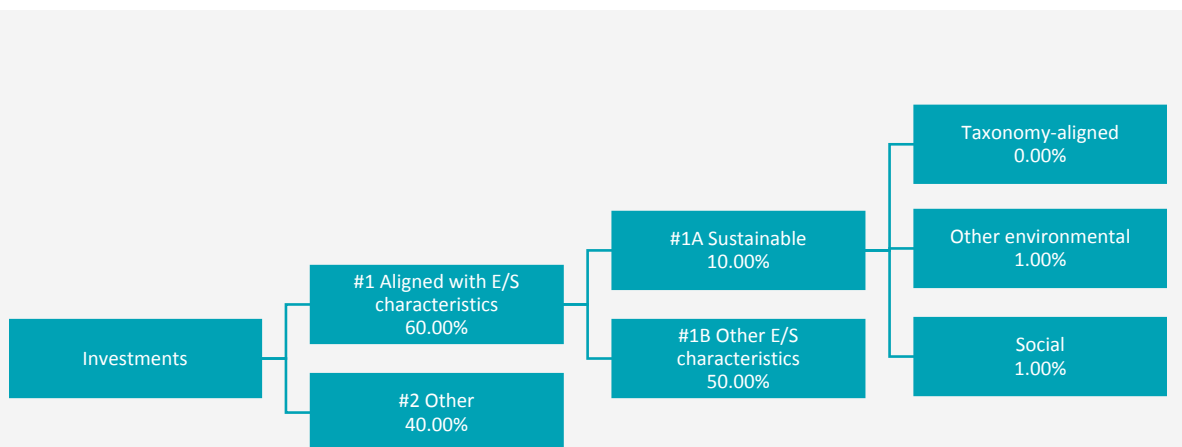 Investments
#1 Aligned with E/S
characteristics
60.00%
#2 Other
40.00%
#1A Sustainable
10.00%
#1B Other E/S
characteristics
50.00%
Taxonomy-aligned
0.00%
Other environmental
1.00%
Social
1.00%